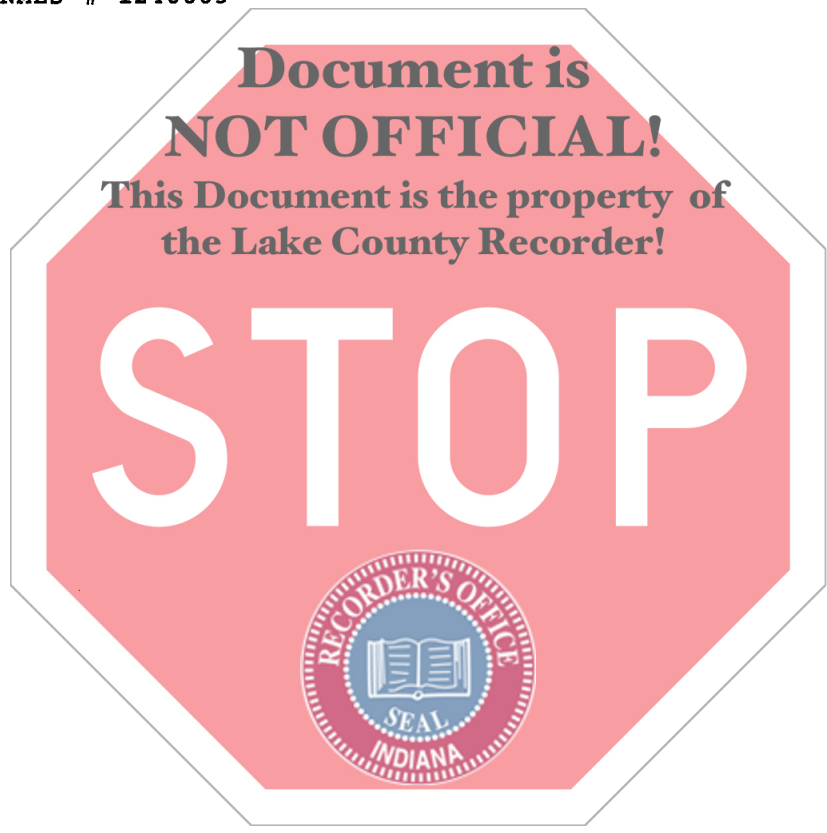 Document is
NOT OFFICIAL!
This Document is the property of
the Lake County Recorder!
STOP
RECORDER'S OFFICE
SEAL
INDIANA